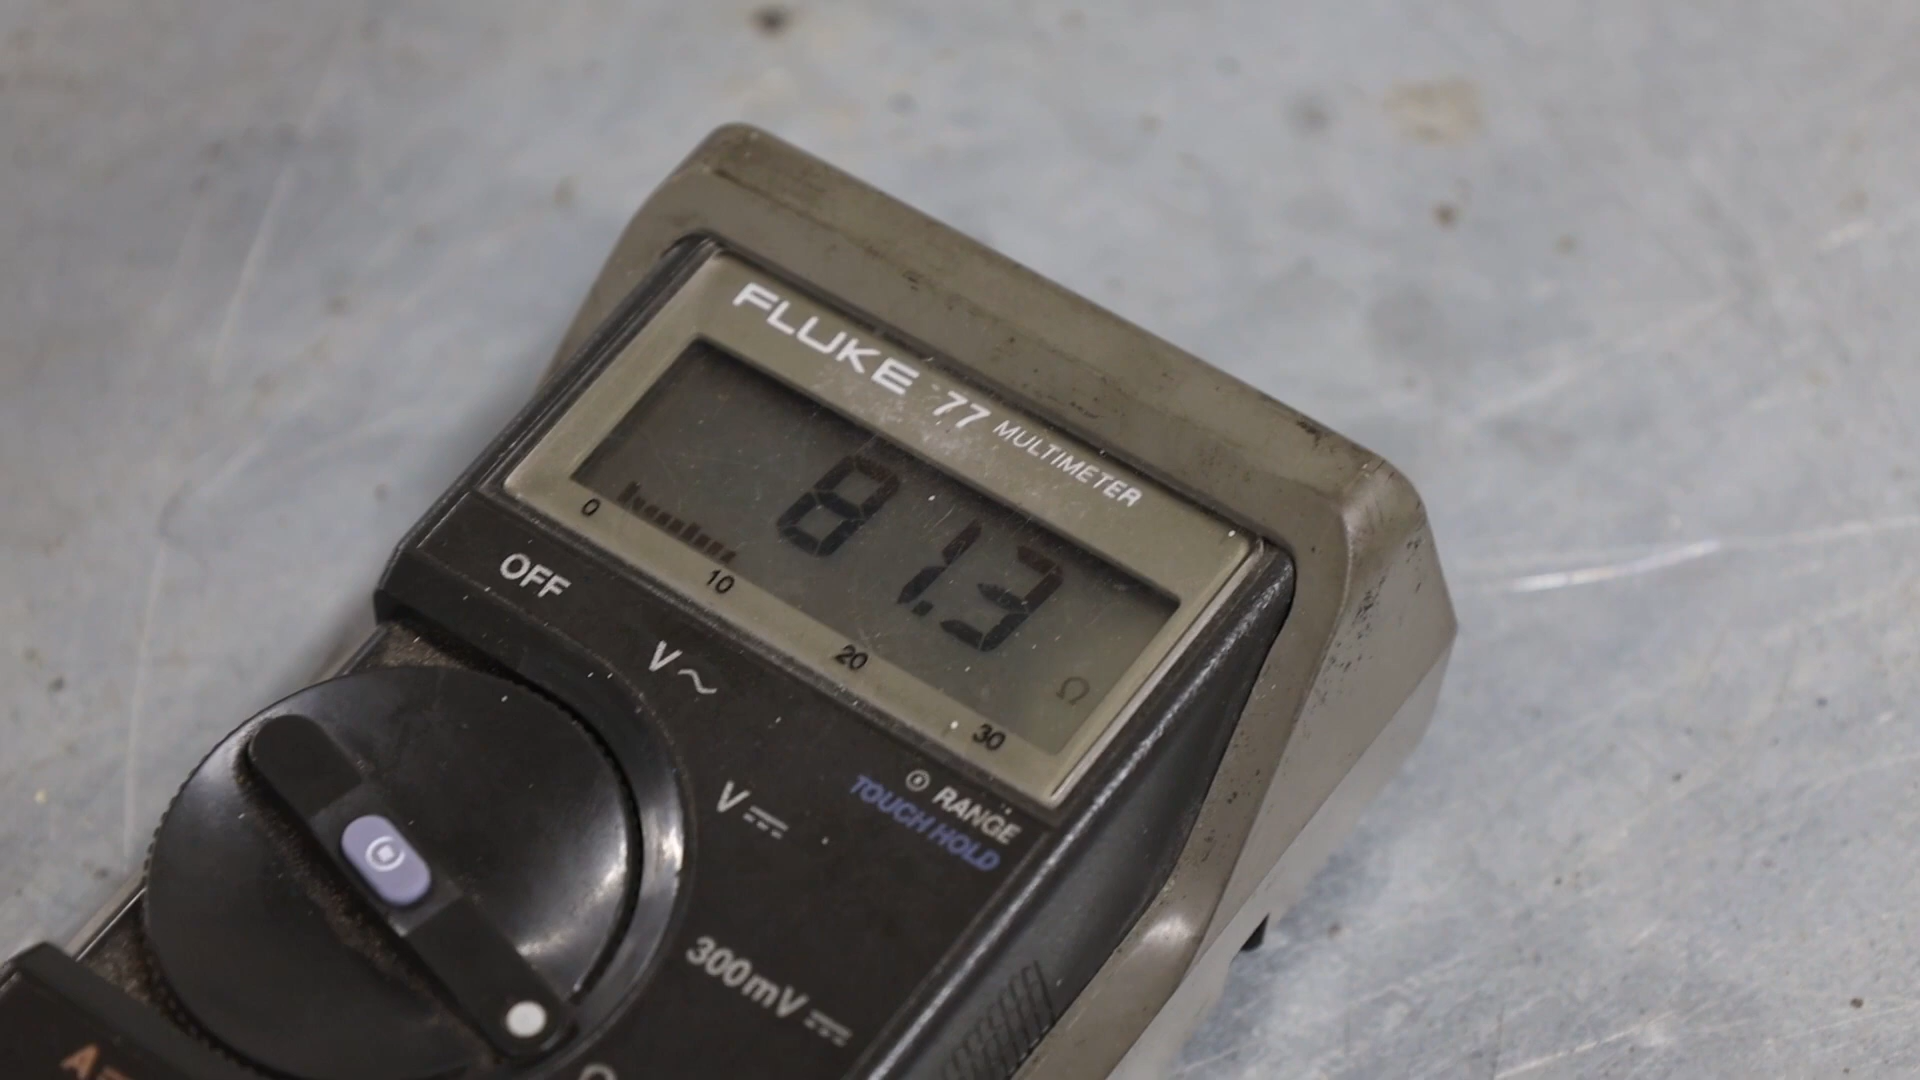 FLUKE 77 MULTIMETER
81.3
Ω
0 10 20 30
OFF
V~
V⎓
RANGE
TOUCH HOLD
300mV⎓